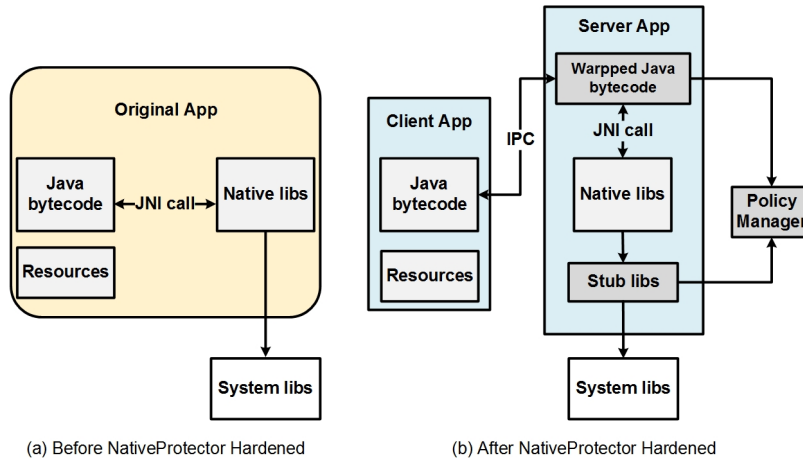 Original App
Java
bytecode
JNI call
Native libs
Resources
System libs
(a) Before NativeProtector Hardened
Server App
Warpped Java
bytecode
Client App
IPC
JNI call
Java
bytecode
Native libs
Policy
Manager
Resources
Stub libs
System libs
(b) After NativeProtector Hardened